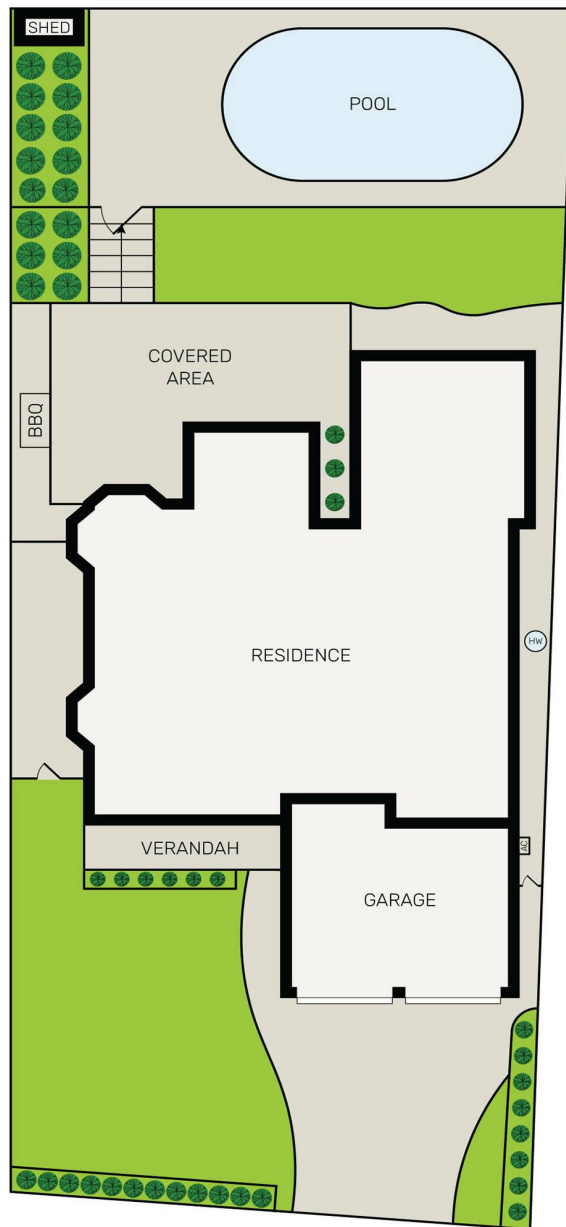 SHED
POOL
COVERED
AREA
BBQ
HW
RESIDENCE
AC
VERANDAH
GARAGE